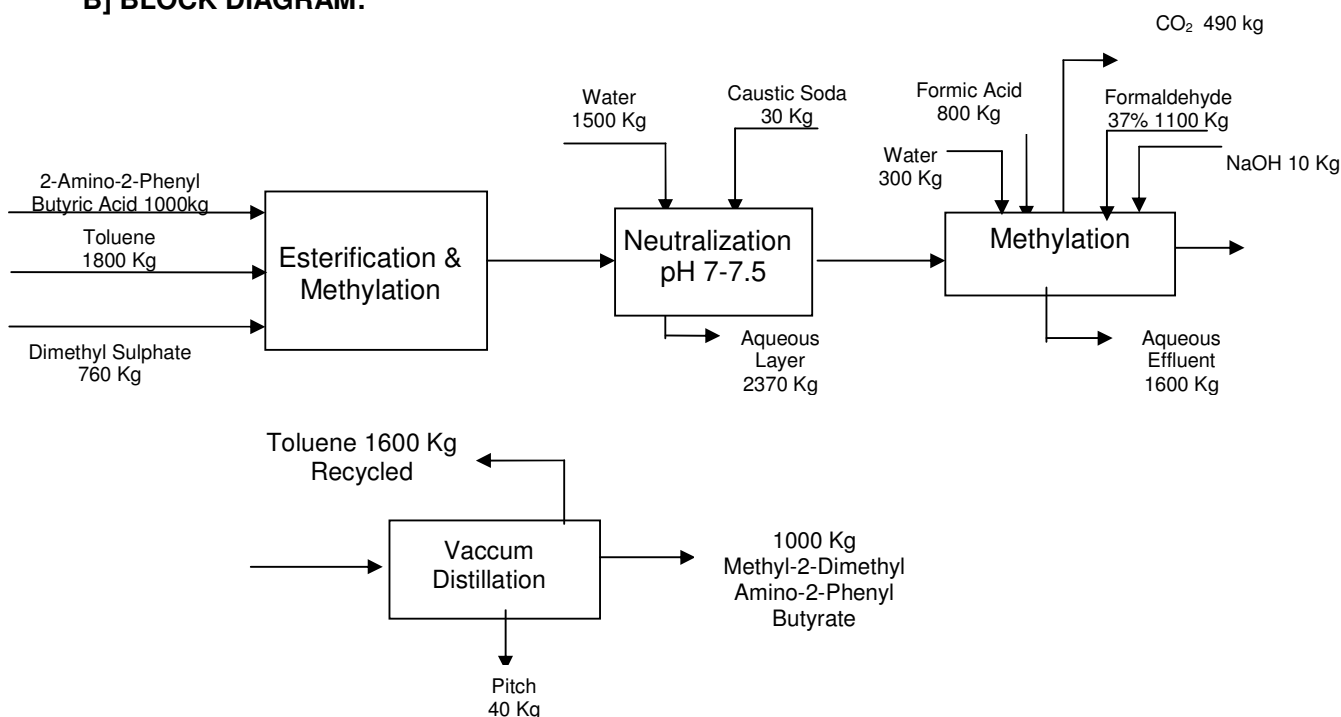 B] BLOCK DIAGRAM:
CO₂ 490 kg
Water
1500 Kg
Caustic Soda
30 Kg
Formic Acid
800 Kg
Formaldehyde
37% 1100 Kg
Water
300 Kg
NaOH 10 Kg
2-Amino-2-Phenyl
Butyric Acid 1000kg
Toluene
1800 Kg
Dimethyl Sulphate
760 Kg
Esterification &
Methylation
Neutralization
pH 7-7.5
Methylation
Aqueous
Layer
2370 Kg
Aqueous
Effluent
1600 Kg
Toluene 1600 Kg
Recycled
Vaccum
Distillation
1000 Kg
Methyl-2-Dimethyl
Amino-2-Phenyl
Butyrate
Pitch
40 Kg